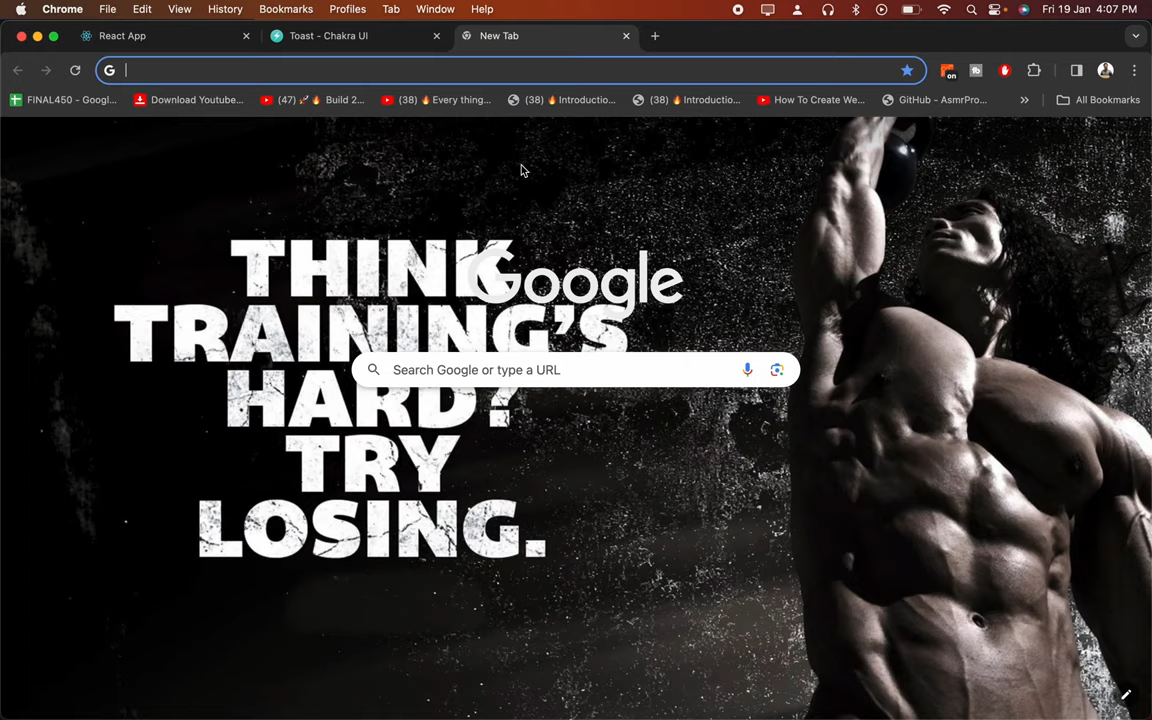 Chrome File Edit View History Bookmarks Profiles Tab Window Help Fri 19 Jan 4:07 PM
React App Toast - Chakra UI New Tab
FINAL450 - Googl... Download Youtube... (47) 🚀🔥 Build 2... (38) 🔥Every thing... (38) 🔥Introductio... (38) 🔥Introductio... How To Create We... GitHub - AsmrPro... » All Bookmarks
on
THINK
TRAINING'S
HARD?
TRY
LOSING.
Google
Search Google or type a URL